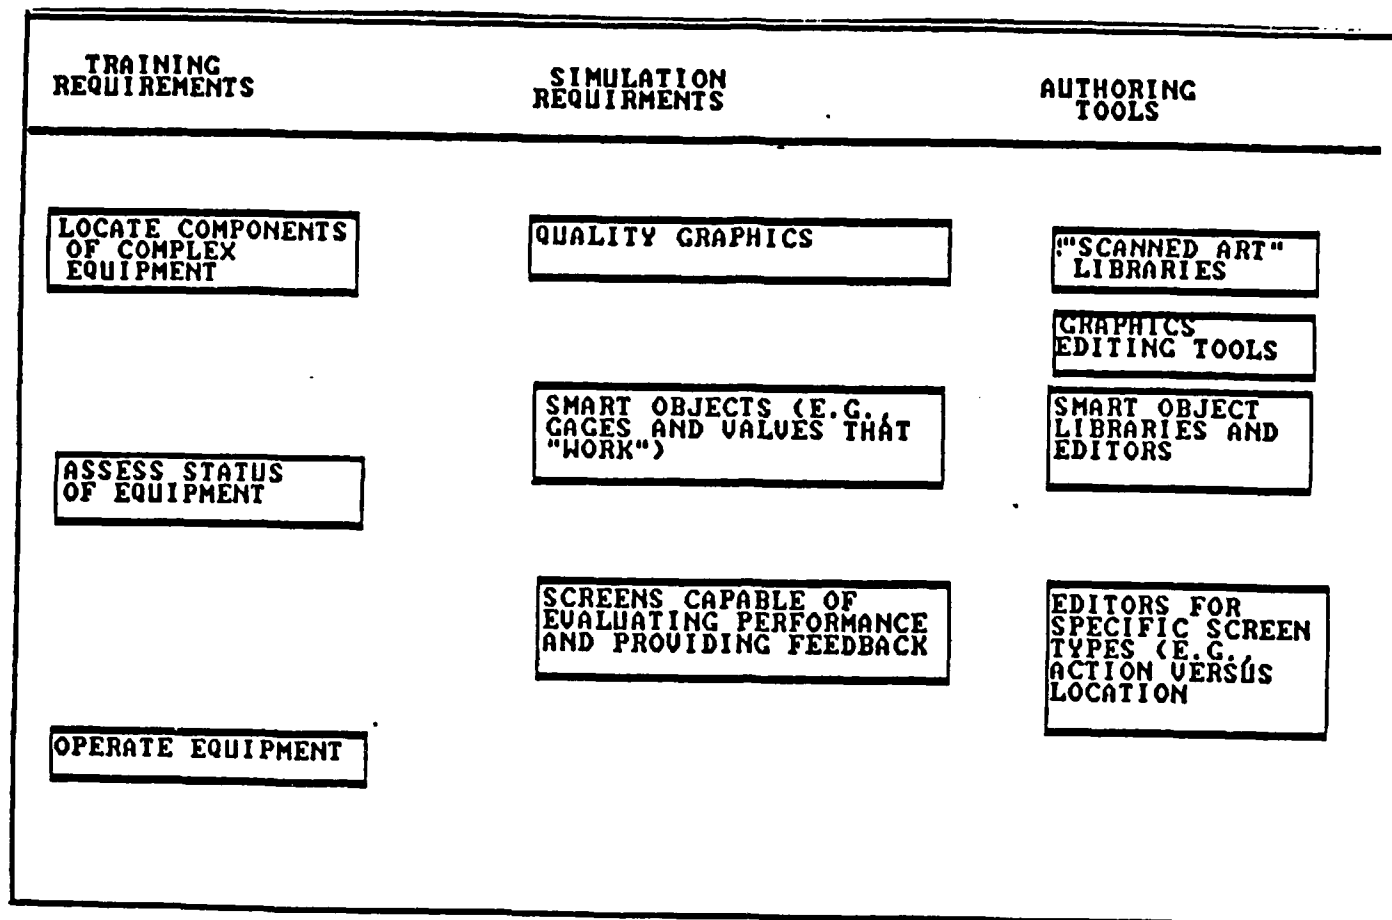 TRAINING
REQUIREMENTS
SIMULATION
REQUIRMENTS
AUTHORING
TOOLS
LOCATE COMPONENTS
OF COMPLEX
EQUIPMENT
QUALITY GRAPHICS
"SCANNED ART"
LIBRARIES
GRAPHICS
EDITING TOOLS
SMART OBJECTS (E.G.,
GAGES AND VALVES THAT
"WORK")
SMART OBJECT
LIBRARIES AND
EDITORS
ASSESS STATUS
OF EQUIPMENT
SCREENS CAPABLE OF
EVALUATING PERFORMANCE
AND PROVIDING FEEDBACK
EDITORS FOR
SPECIFIC SCREEN
TYPES (E.G.,
ACTION VERSUS
LOCATION
OPERATE EQUIPMENT